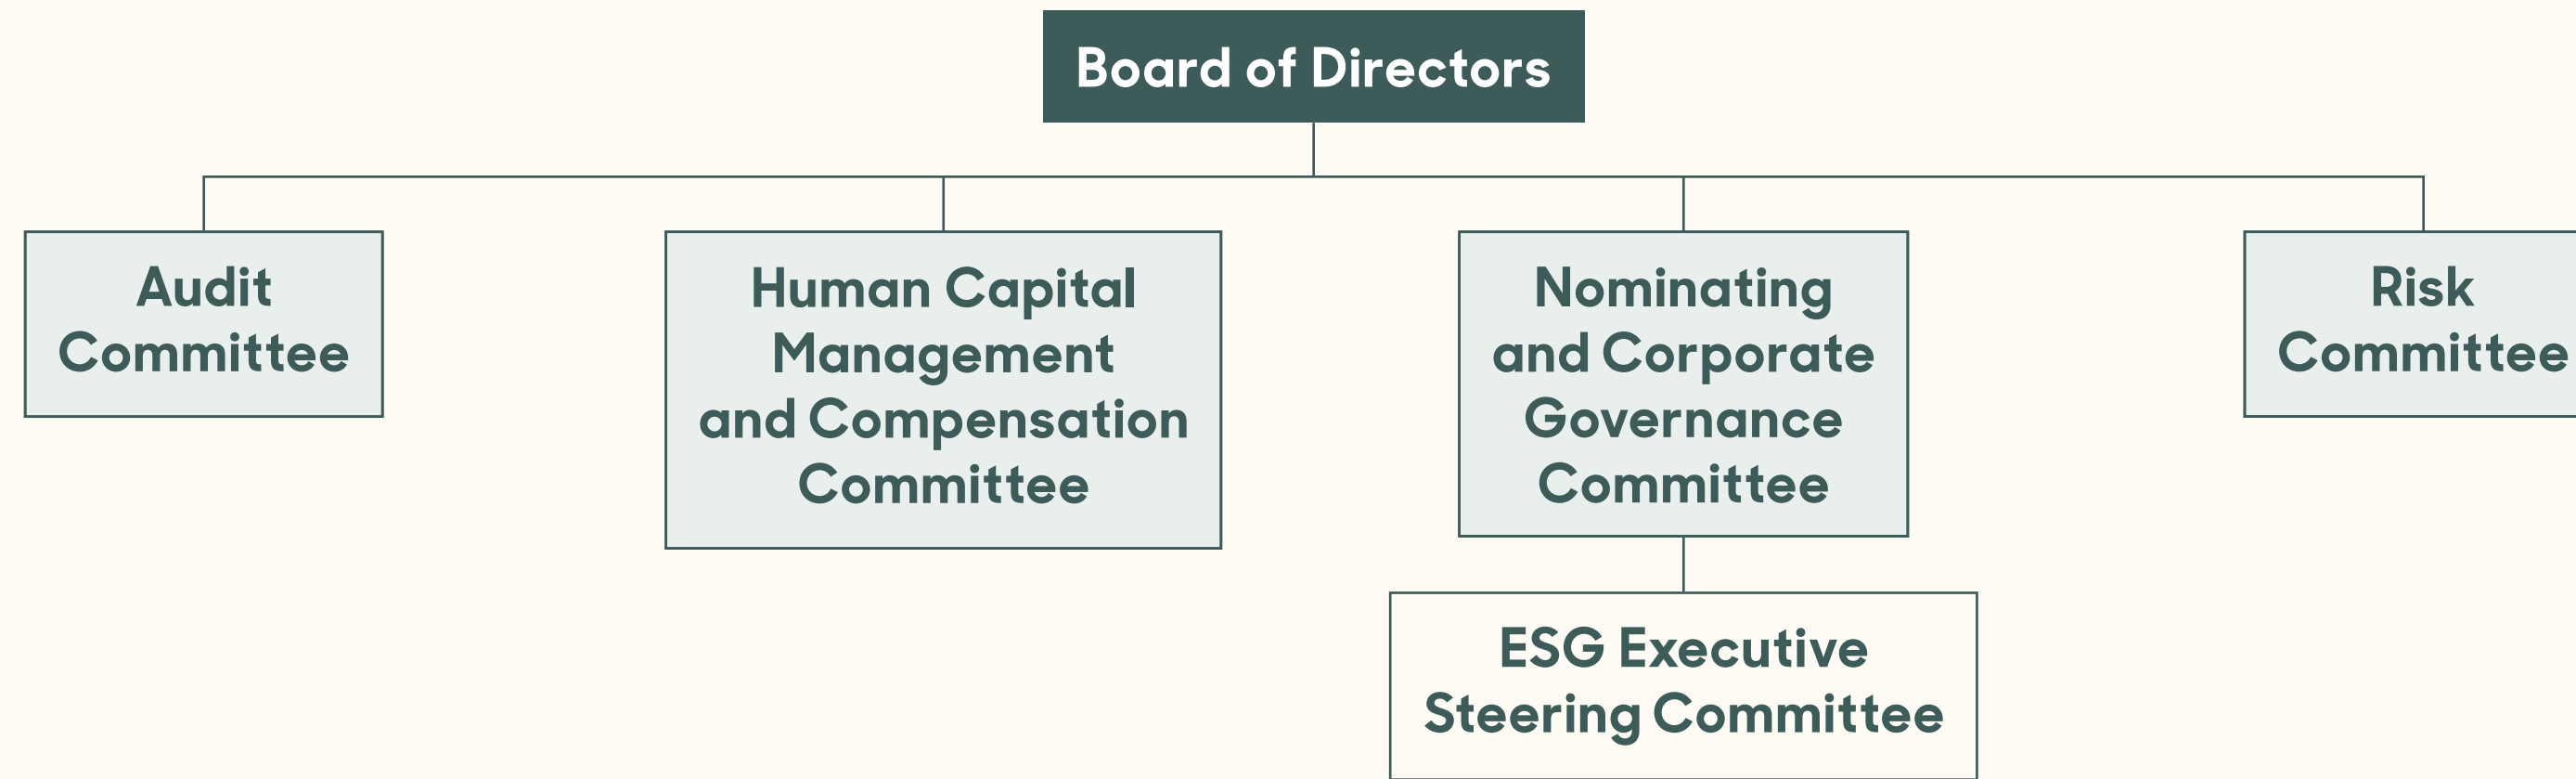 Board of Directors
Audit
Committee
Human Capital
Management
and Compensation
Committee
Nominating
and Corporate
Governance
Committee
Risk
Committee
ESG Executive
Steering Committee